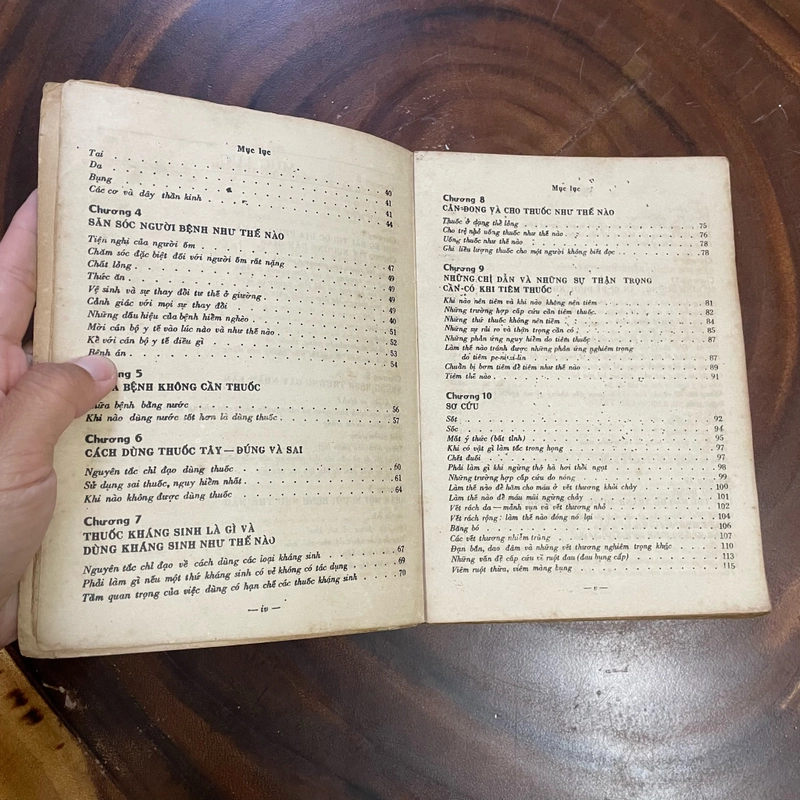 Mục lục
Tai
Da . 40
Bụng . 41
Các cơ và dây thần kinh . 41
Chương 4 44
SĂN SÓC NGƯỜI BỆNH NHƯ THẾ NÀO
Tiện nghi của người ốm
Chăm sóc đặc biệt đối với người ốm rất nặng . 47
Chất lỏng . 49
Thức ăn . 49
Vệ sinh và sự thay đổi tư thế ở giường . 49
Cảnh giác với mọi sự thay đổi . 49
Những dấu hiệu của bệnh hiểm nghèo . 50
Mời cán bộ y tế vào lúc nào và như thế nào . 51
Kể với cán bộ y tế điều gì . 52
Bệnh án . 53
54
ng 5
BỆNH KHÔNG CẦN THUỐC
hữa bệnh bằng nước . 56
Khi nào dùng nước tốt hơn là dùng thuốc . 57
Chương 6
CÁCH DÙNG THUỐC TÂY — ĐÚNG VÀ SAI
Nguyên tắc chỉ đạo dùng thuốc . 60
Sử dụng sai thuốc, nguy hiểm nhất . 61
Khi nào không được dùng thuốc . 64
Chương 7
THUỐC KHÁNG SINH LÀ GÌ VÀ
DÙNG KHÁNG SINH NHƯ THẾ NÀO
Nguyên tắc chỉ đạo về cách dùng các loại kháng sinh . 67
Phải làm gì nếu một thứ kháng sinh có vẻ không có tác dụng . 69
Tầm quan trọng của việc dùng có hạn chế các thuốc kháng sinh . 70
— iv —
Mục lục
Chương 8
CÂN ĐONG VÀ CHO THUỐC NHƯ THẾ NÀO
Thuốc ở dạng thể lỏng . 75
Cho trẻ nhỏ uống thuốc như thế nào . 76
Uống thuốc như thế nào . 78
Ghi liều lượng thuốc cho một người không biết đọc . 78
Chương 9
NHỮNG CHỈ DẪN VÀ NHỮNG SỰ THẬN TRỌNG
CẦN CÓ KHI TIÊM THUỐC
Khi nào nên tiêm và khi nào không nên tiêm . 81
Những trường hợp cấp cứu cần tiêm thuốc . 82
Những thứ thuốc không nên tiêm . 84
Những sự rủi ro và thận trọng cần có . 85
Những phản ứng nguy hiểm do tiêm thuốc . 87
Làm thế nào tránh được những phản ứng nghiêm trọng
do tiêm pe-ni-xi-lin . 87
Chuẩn bị bơm tiêm để tiêm như thế nào . 89
Tiêm thế nào . 91
Chương 10
SƠ CỨU
Sốt . 92
Sốc . 94
Mất ý thức (bất tỉnh) . 95
Khi có vật gì làm tắc trong họng . 97
Chết đuối . 97
Phải làm gì khi ngừng thở hà hơi thổi ngạt . 98
Những trường hợp cấp cứu do nóng . 99
Làm thế nào để hãm cho máu ở vết thương khỏi chảy . 100
Làm thế nào để máu mũi ngừng chảy . 101
Vết rách da — mảnh vụn và vết thương nhỏ . 102
Vết rách rộng : làm thế nào đóng nó lại . 104
Băng bó . 106
Các vết thương nhiễm trùng . 107
Đạn bắn, dao đâm và những vết thương nghiêm trọng khác . 110
Những vấn đề cấp cứu về ruột (đau bụng cấp) . 113
Viêm ruột thừa, viêm màng bụng . 115
— v —